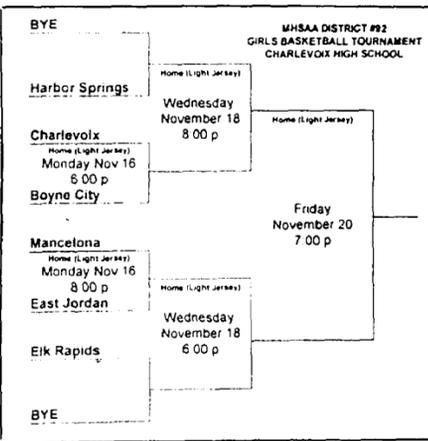 BYE
MHSAA DISTRICT #92
GIRLS BASKETBALL TOURNAMENT
CHARLEVOIX HIGH SCHOOL
Home (Light Jersey)
Harbor Springs
Wednesday
November 18
8:00 p
Home (Light Jersey)
Charlevoix
Home (Light Jersey)
Monday Nov 16
6:00 p
Boyne City
Friday
November 20
7:00 p
Mancelona
Home (Light Jersey)
Monday Nov 16
8:00 p
East Jordan
Home (Light Jersey)
Wednesday
November 18
6:00 p
Elk Rapids
BYE